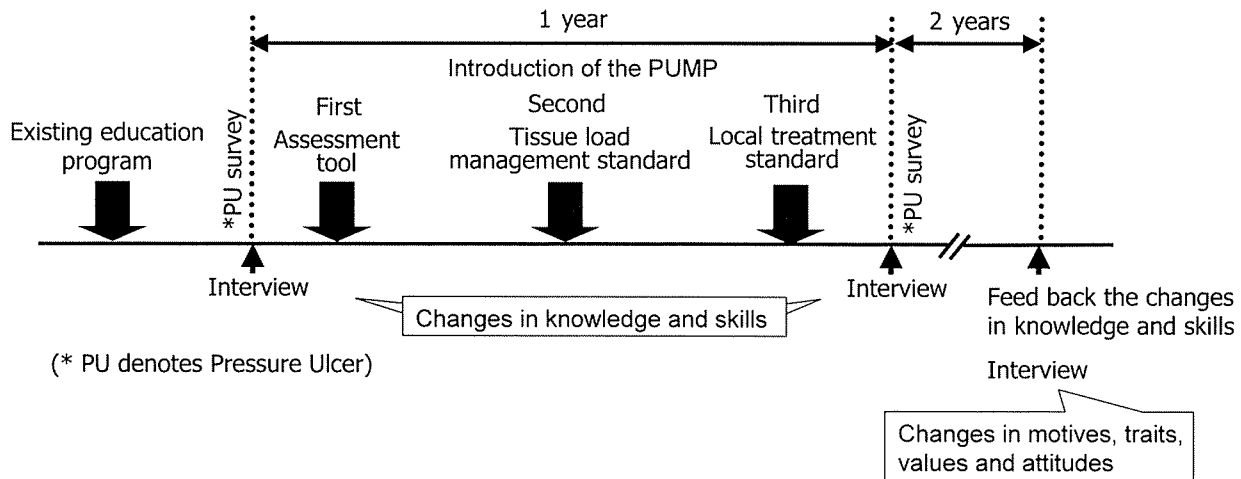 1 year
2 years
Introduction of the PUMP
Existing education
program
*PU survey
First
Assessment
tool
Second
Tissue load
management standard
Third
Local treatment
standard
*PU survey
Interview
Changes in knowledge and skills
Interview
Feed back the changes
in knowledge and skills
Interview
(* PU denotes Pressure Ulcer)
Changes in motives, traits,
values and attitudes